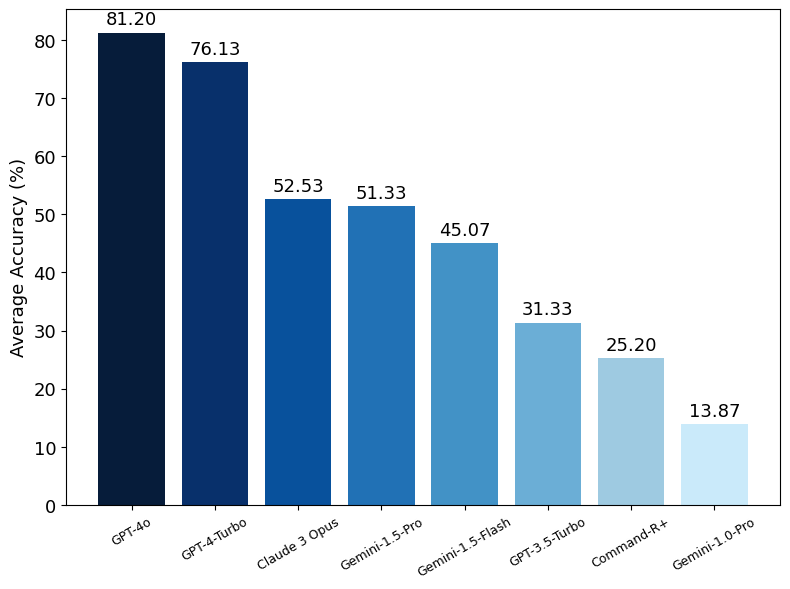 81.20
76.13
52.53
51.33
45.07
31.33
25.20
13.87
Average Accuracy (%)
80
70
60
50
40
30
20
10
0
GPT-4o
GPT-4-Turbo
Claude 3 Opus
Gemini-1.5-Pro
Gemini-1.5-Flash
GPT-3.5-Turbo
Command-R+
Gemini-1.0-Pro